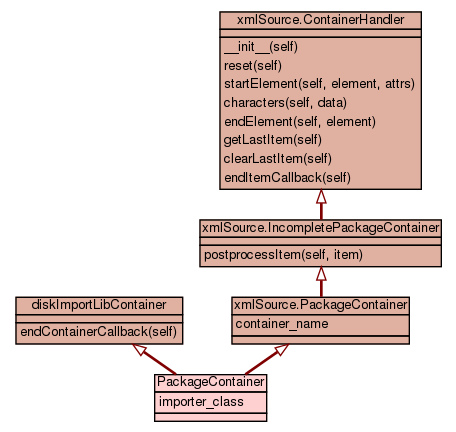 xmlSource.ContainerHandler
__init__(self)
reset(self)
startElement(self, element, attrs)
characters(self, data)
endElement(self, element)
getLastItem(self)
clearLastItem(self)
endItemCallback(self)
xmlSource.IncompletePackageContainer
postprocessItem(self, item)
diskImportLibContainer
endContainerCallback(self)
xmlSource.PackageContainer
container_name
PackageContainer
importer_class